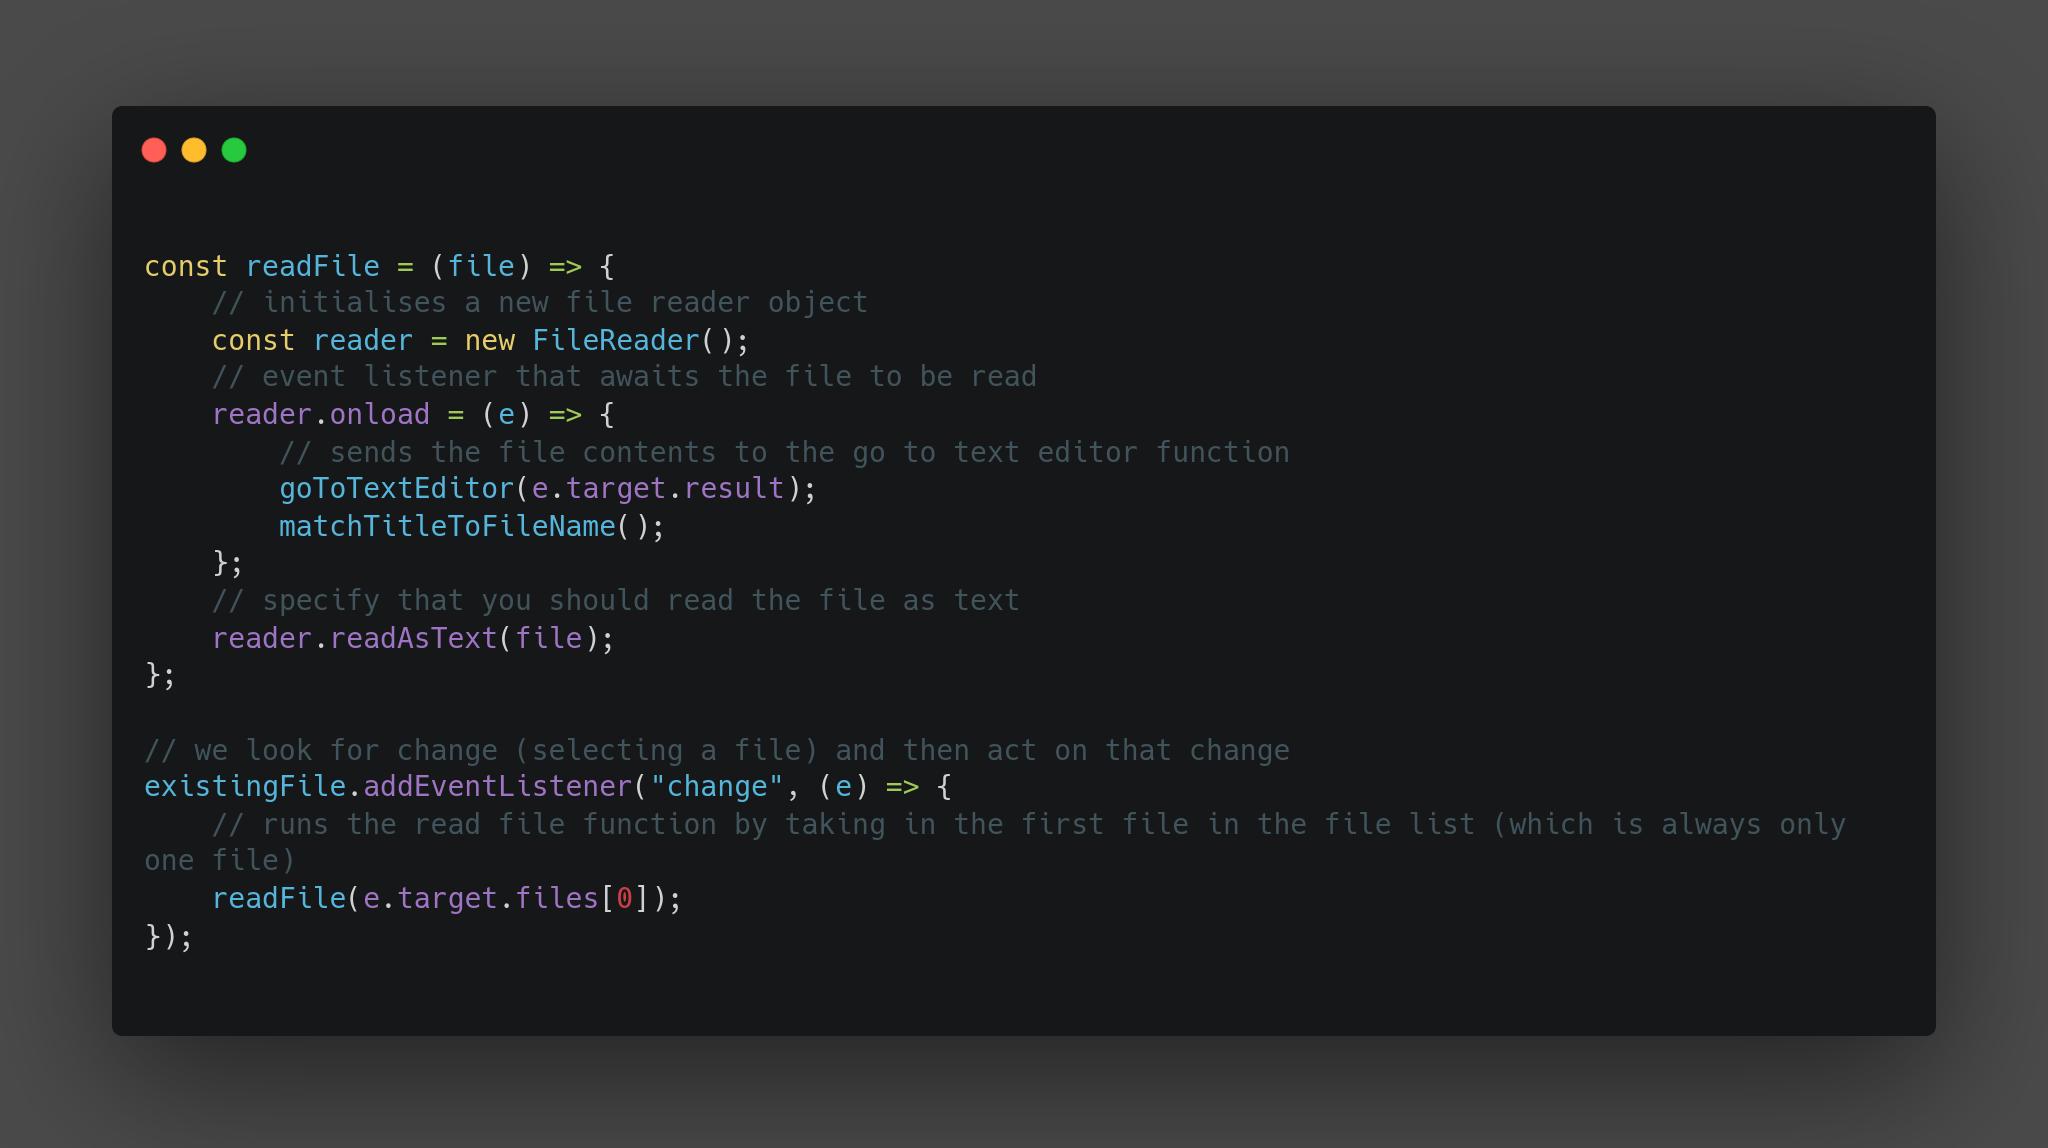 const readFile = (file) => {
    // initialises a new file reader object
    const reader = new FileReader();
    // event listener that awaits the file to be read
    reader.onload = (e) => {
        // sends the file contents to the go to text editor function
        goToTextEditor(e.target.result);
        matchTitleToFileName();
    };
    // specify that you should read the file as text
    reader.readAsText(file);
};

// we look for change (selecting a file) and then act on that change
existingFile.addEventListener("change", (e) => {
    // runs the read file function by taking in the first file in the file list (which is always only
one file)
    readFile(e.target.files[0]);
});